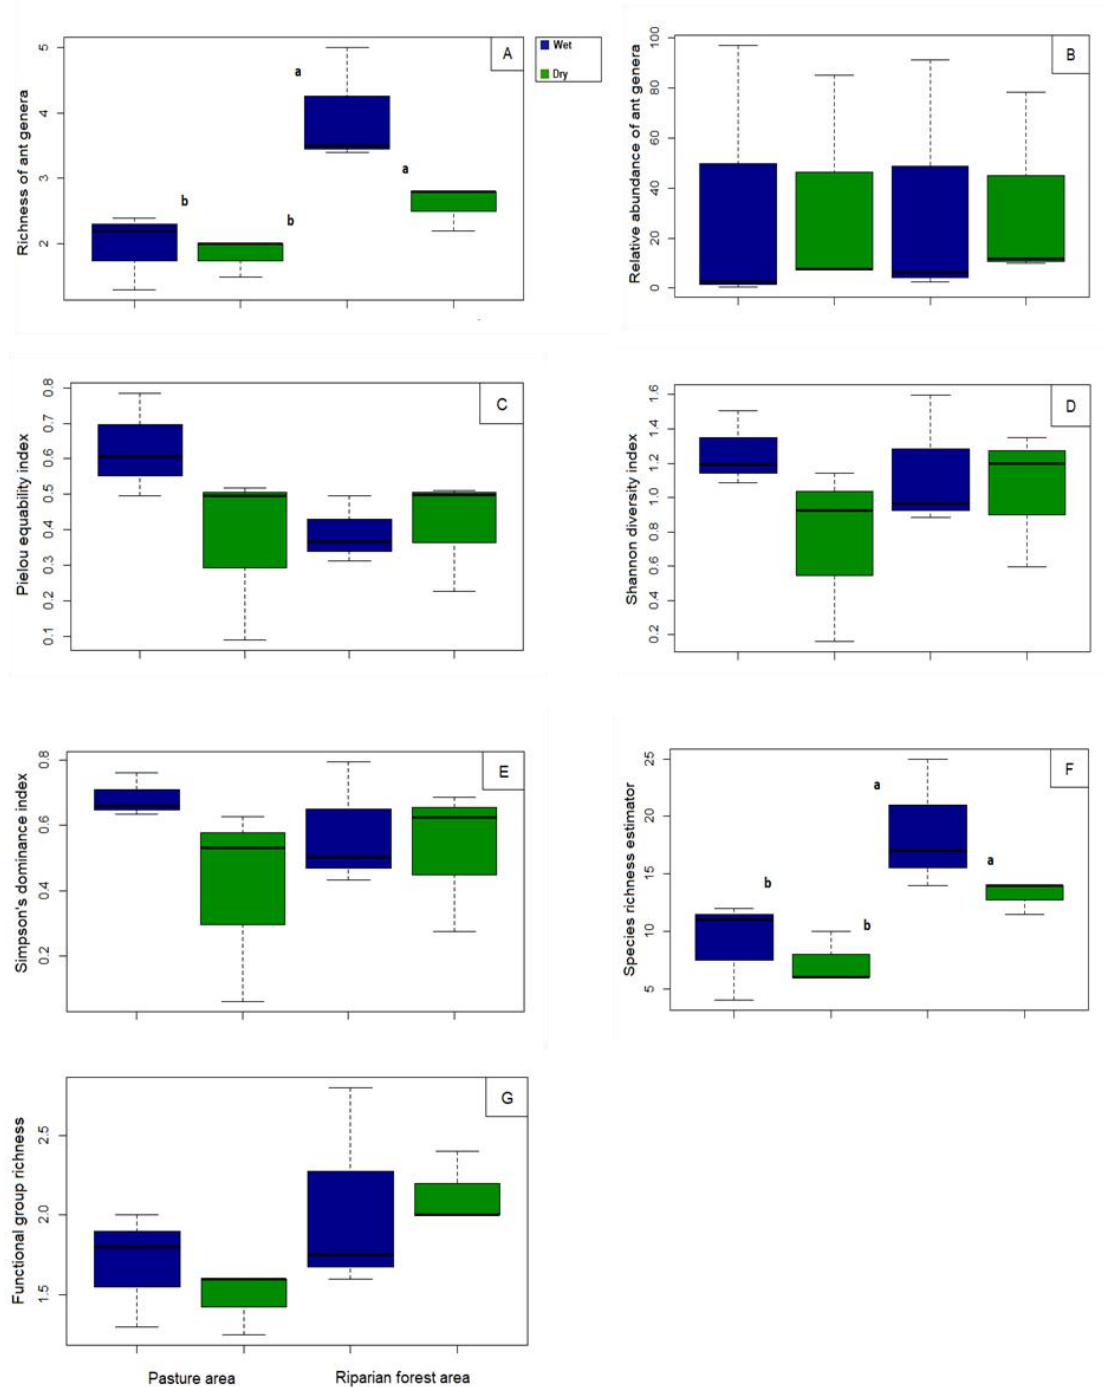 A
Wet
Dry
Richness of ant genera
5
4
3
2
b
b
a
a
B
Relative abundance of ant genera
100
80
60
40
20
0
C
Pielou equability index
0.8
0.7
0.6
0.5
0.4
0.3
0.2
0.1
D
Shannon diversity index
1.6
1.4
1.2
1.0
0.8
0.6
0.4
0.2
E
Simpson's dominance index
0.8
0.6
0.4
0.2
F
Species richness estimator
25
20
15
10
5
b
b
a
a
G
Functional group richness
2.5
2.0
1.5
Pasture area
Riparian forest area